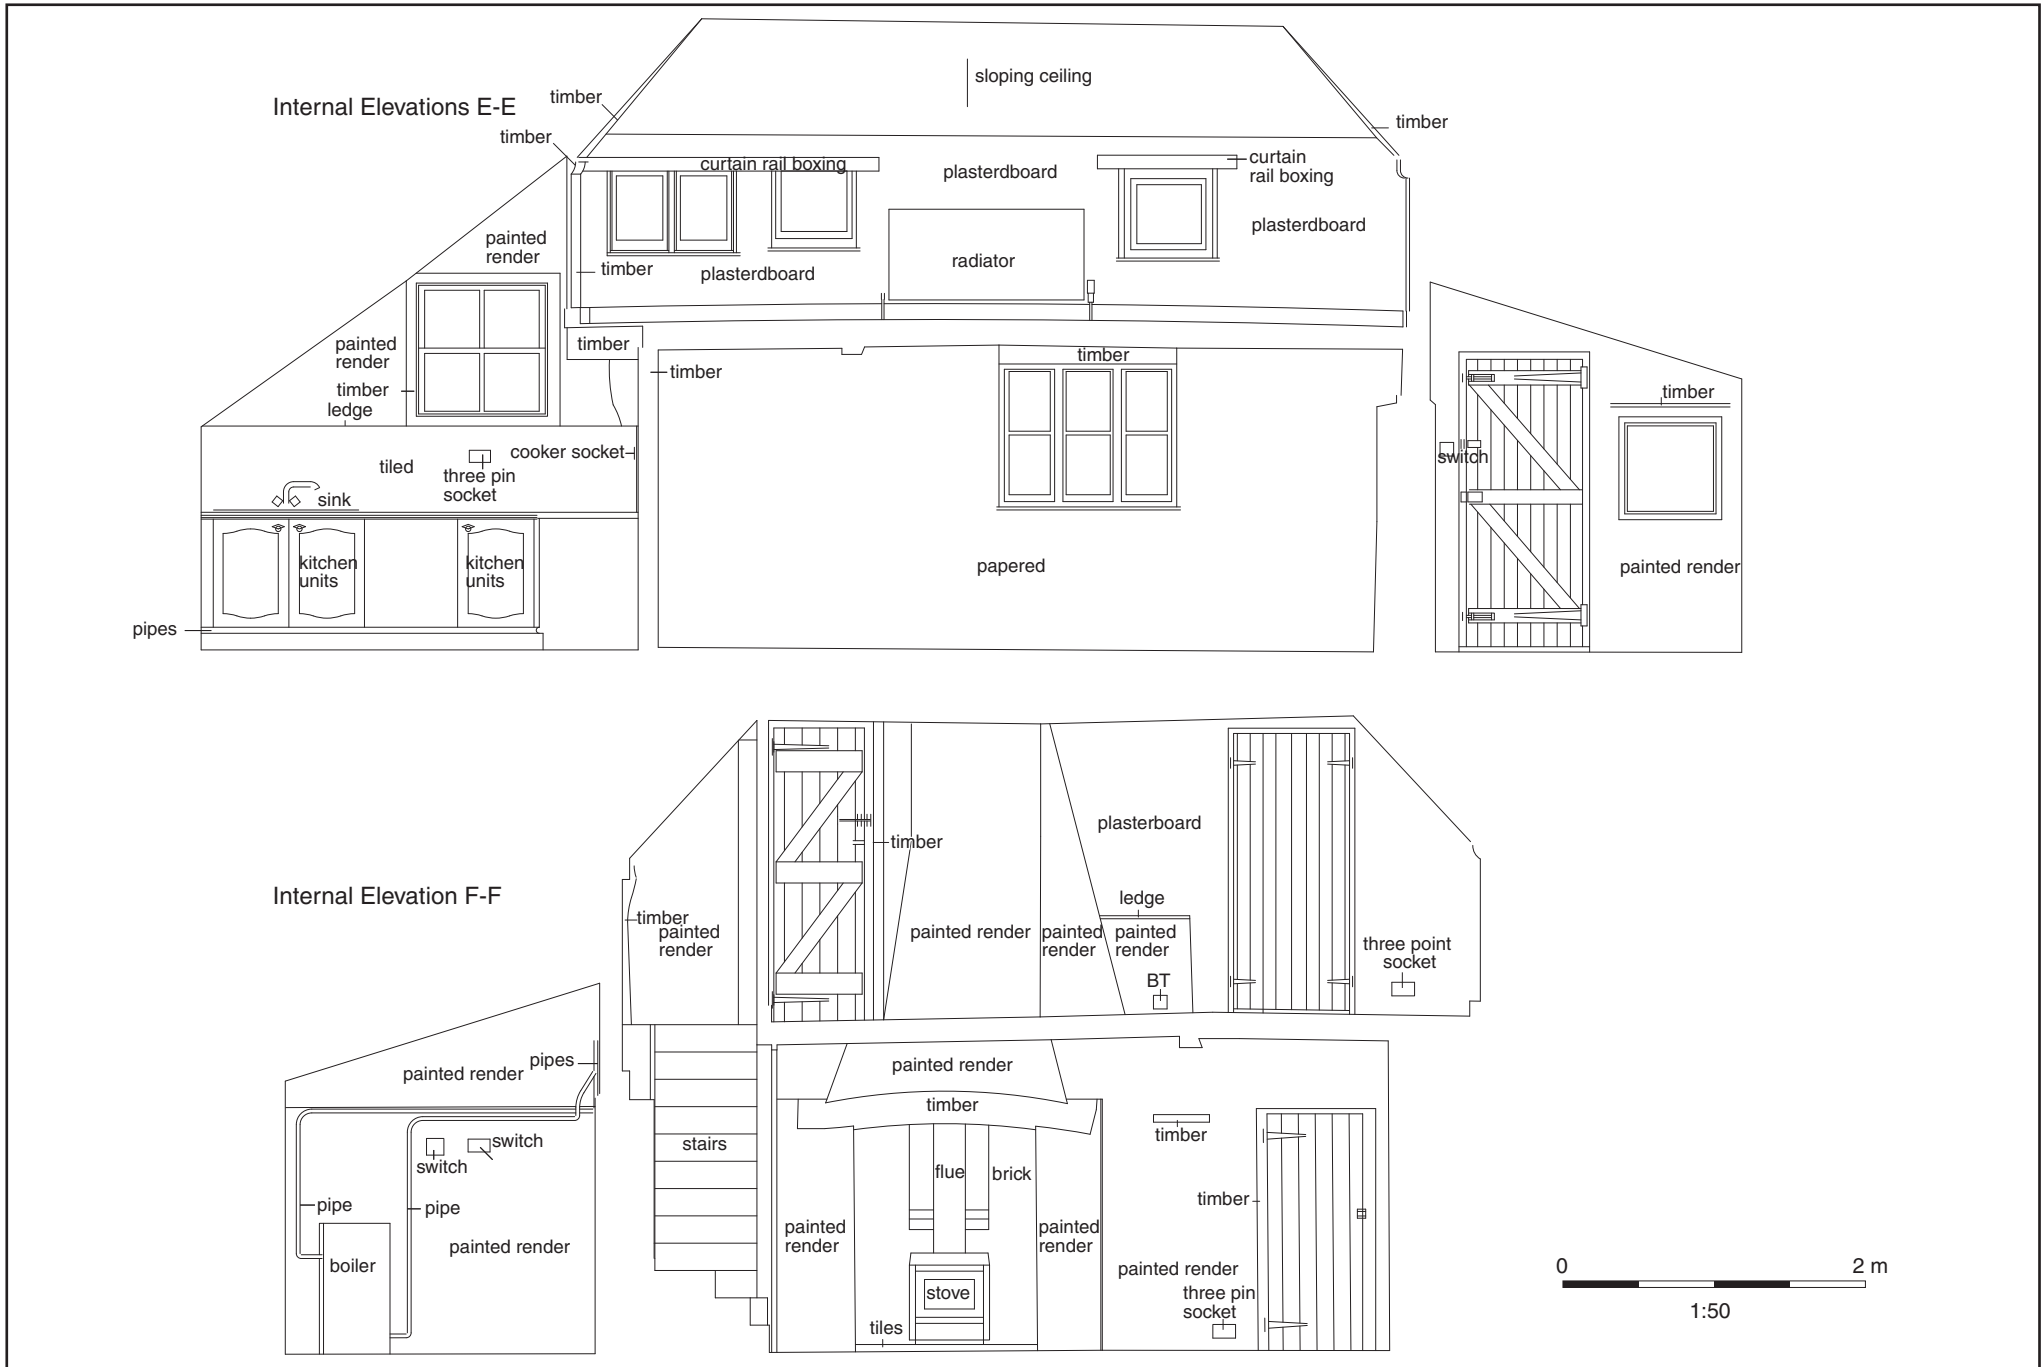 sloping ceiling
Internal Elevations E-E
timber
timber
timber
curtain rail boxing
plasterdboard
curtain
rail boxing
plasterdboard
painted
render
timber
plasterdboard
radiator
painted
render
timber
timber
timber
timber
timber
ledge
timber
switch
cooker socket
tiled
three pin
socket
sink
kitchen
units
kitchen
units
papered
painted render
pipes
Internal Elevation F-F
timber
plasterboard
ledge
timber
painted
render
painted render
painted
render
painted
render
three point
socket
BT
pipes
painted render
painted render
timber
timber
switch
switch
stairs
flue
brick
pipe
pipe
timber
painted
render
painted
render
painted render
boiler
painted render
three pin
socket
stove
tiles
0
2 m
1:50